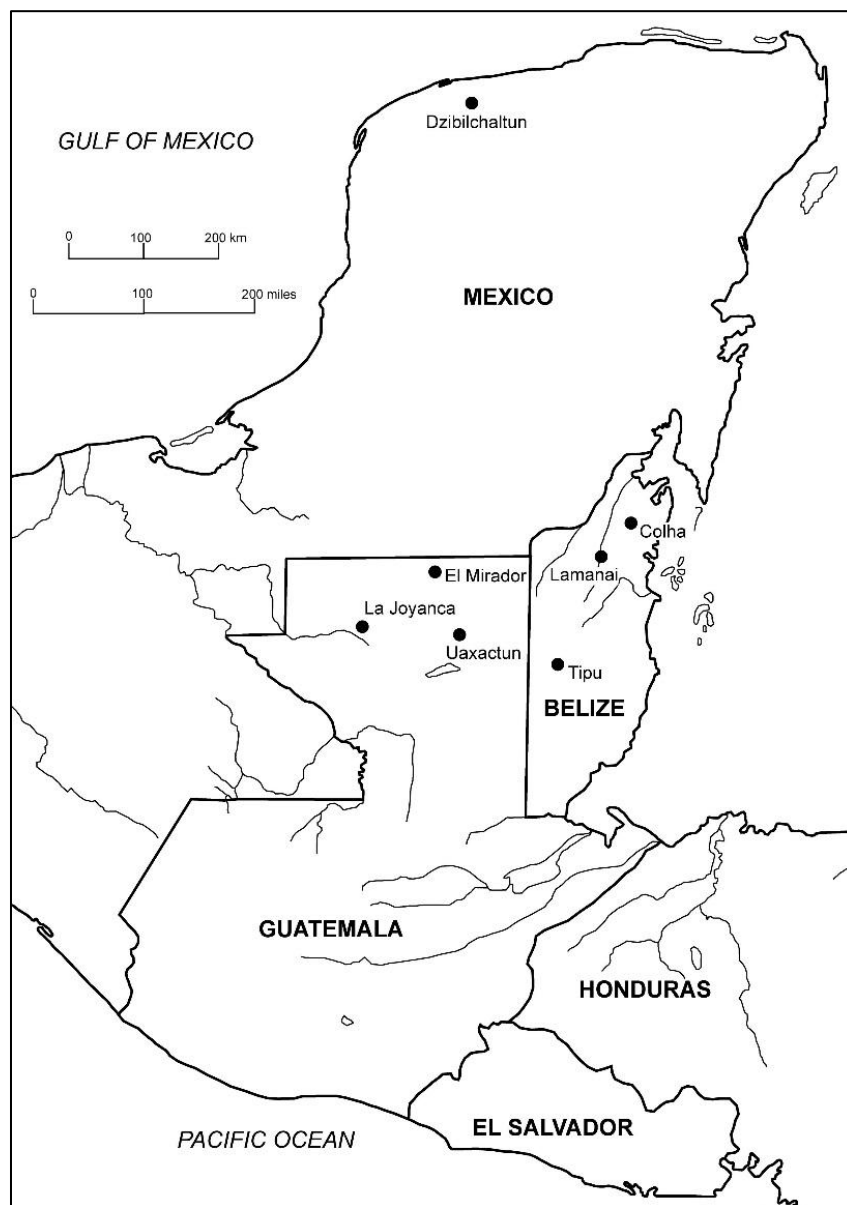 Dzibilchaltun
GULF OF MEXICO
0 100 200 km
0 100 200 miles
MEXICO
Colha
Lamanai
El Mirador
La Joyanca
Uaxactun
Tipu
BELIZE
GUATEMALA
HONDURAS
EL SALVADOR
PACIFIC OCEAN